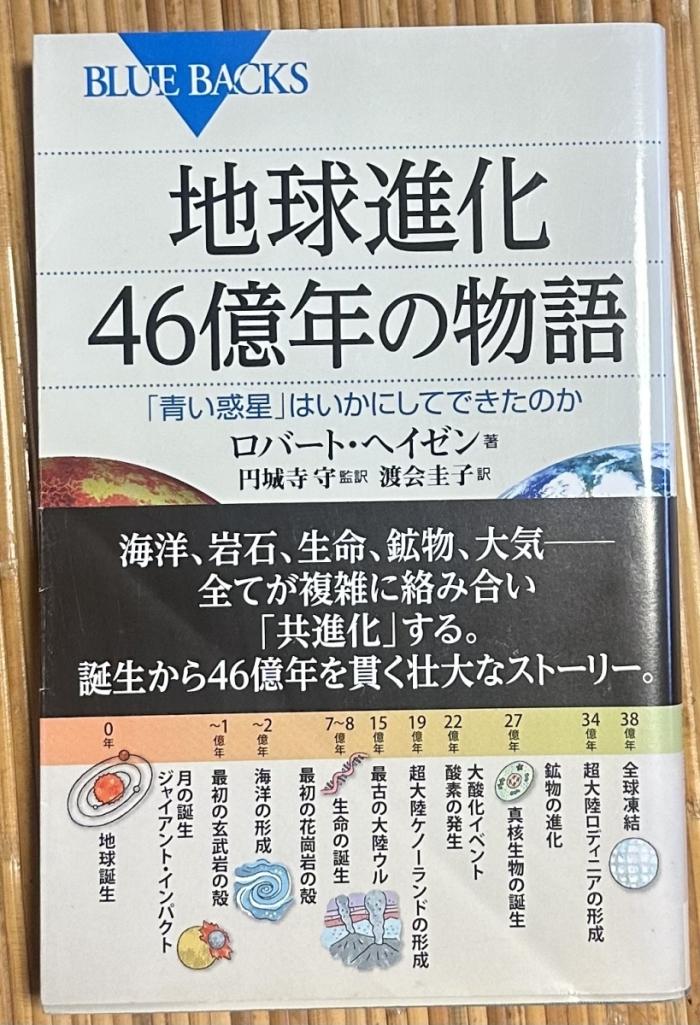 BLUE BACKS
地球進化
46億年の物語
「青い惑星」はいかにしてできたのか
ロバート・ヘイゼン 著
円城寺 守 監訳 渡会圭子 訳
海洋、岩石、生命、鉱物、大気――
全てが複雑に絡み合い
「共進化」する。
誕生から46億年を貫く壮大なストーリー。
0年
地球誕生
月の誕生
ジャイアント・インパクト
～1億年
最初の玄武岩の殻
～2億年
海洋の形成
最初の花崗岩の殻
7～8億年
生命の誕生
15億年
最古の大陸ウル
19億年
超大陸ケノーランドの形成
22億年
大酸化イベント
酸素の発生
27億年
真核生物の誕生
鉱物の進化
34億年
超大陸ロディニアの形成
38億年
全球凍結